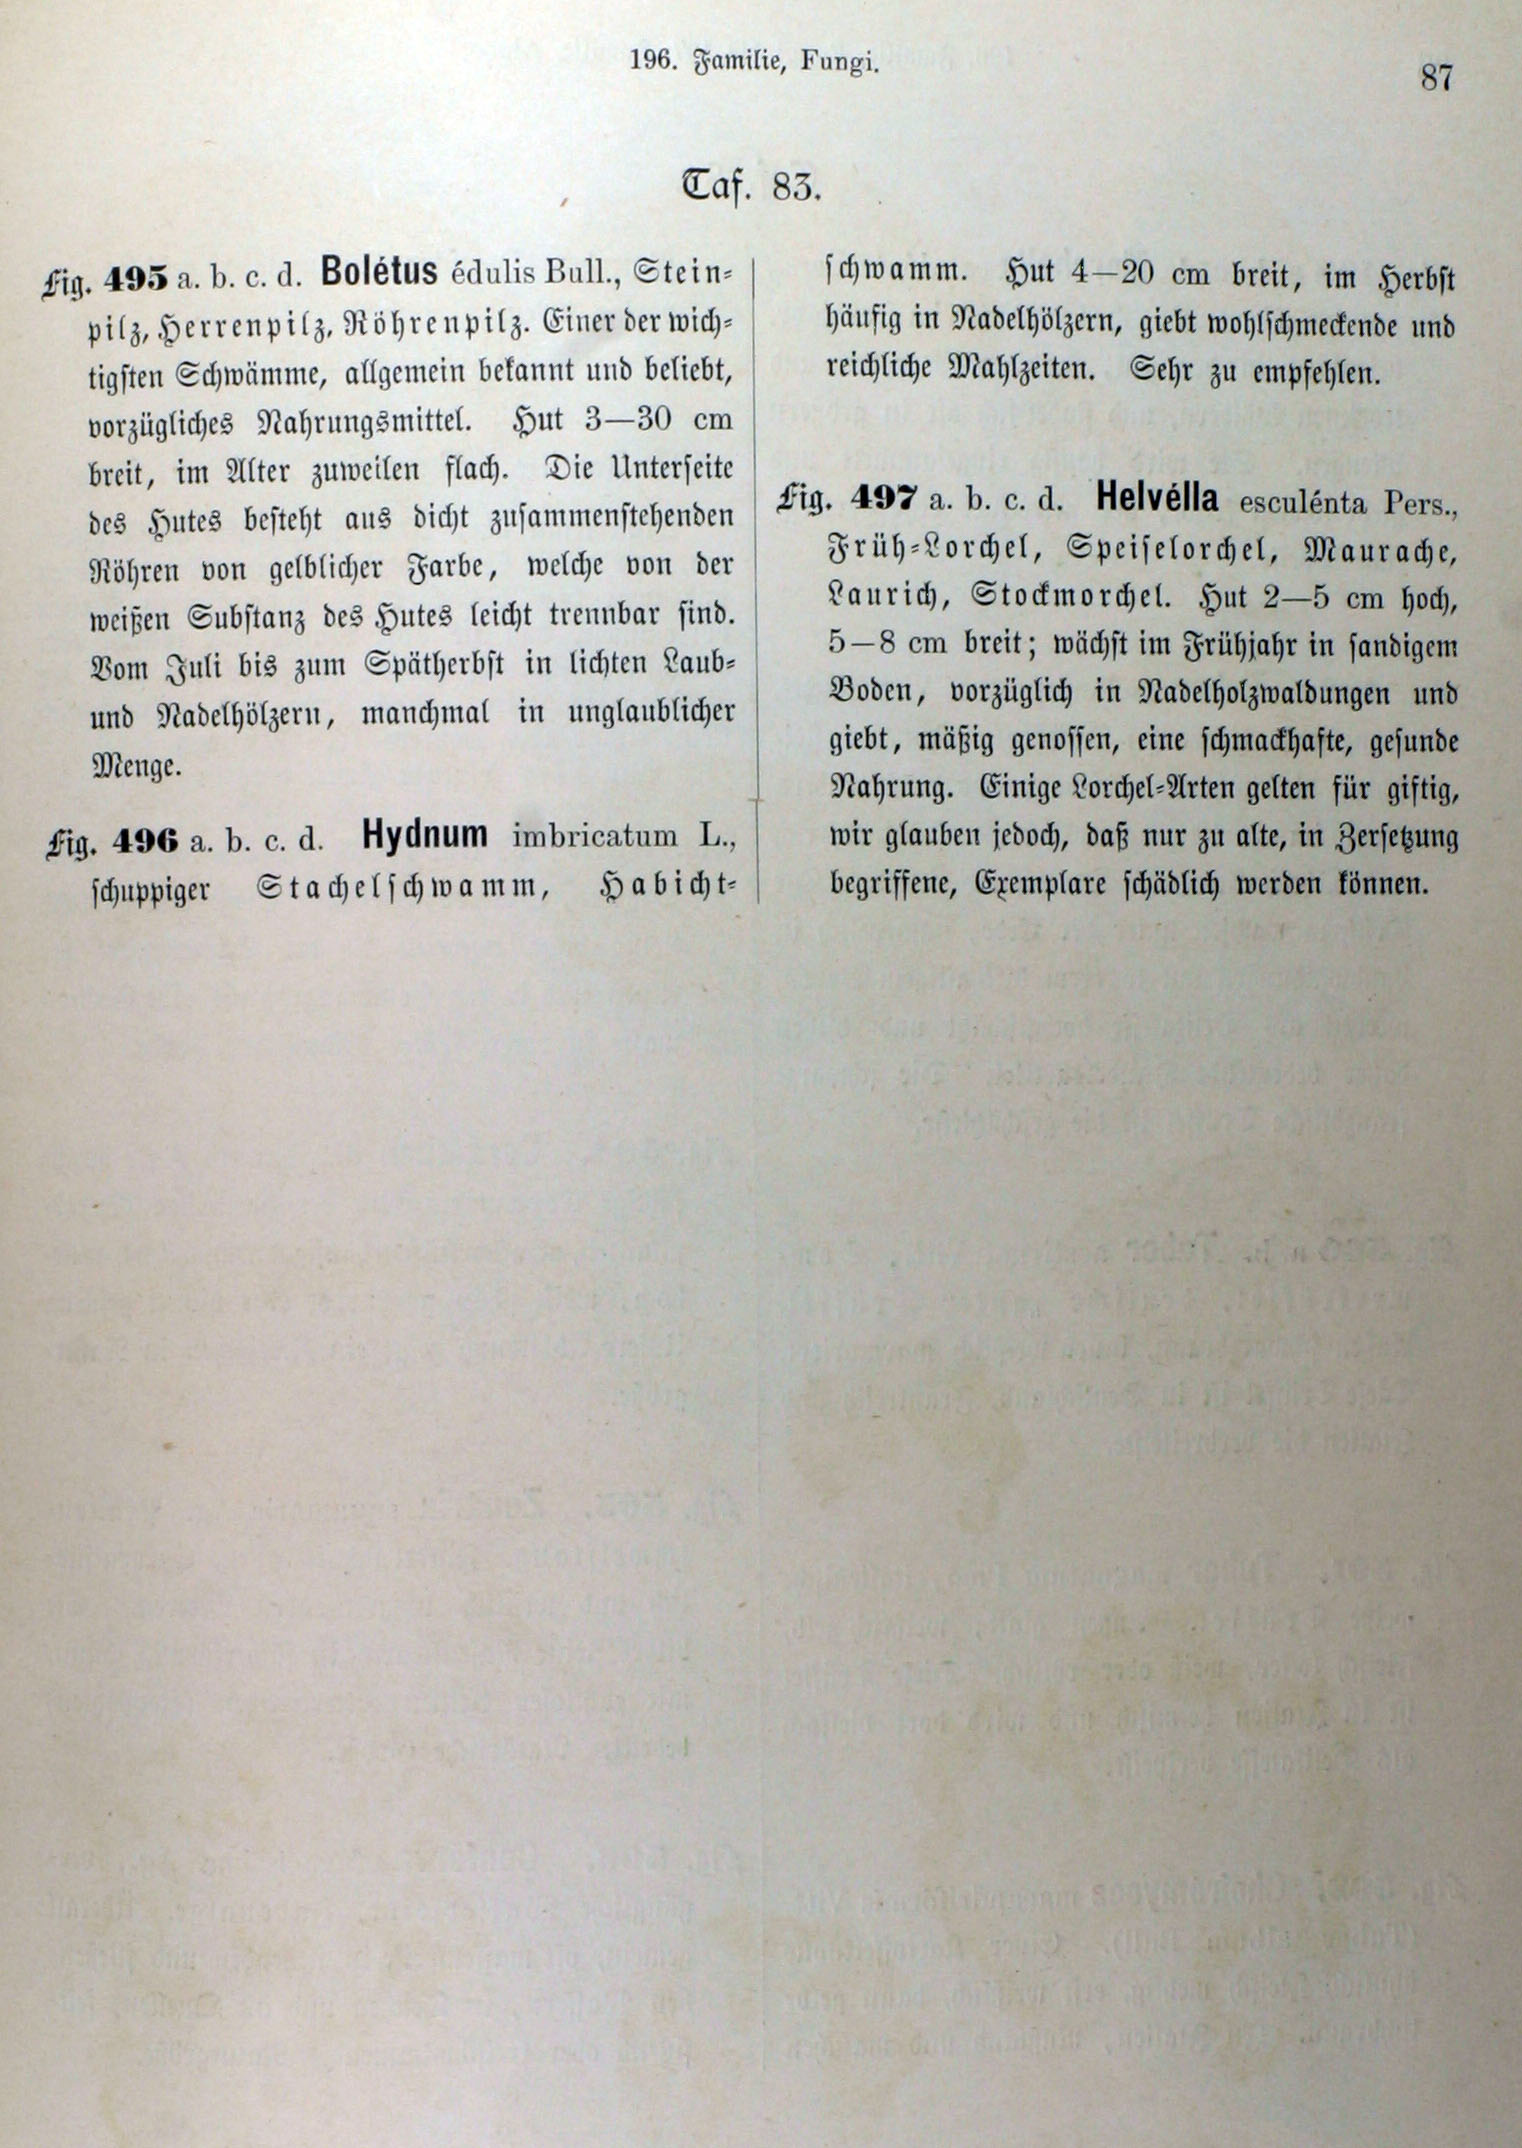 196. Familie, Fungi.
87
Taf. 83.
Fig. 495 a. b. c. d. Bolétus édulis Bull., Stein-
pilz, Herrenpilz, Röhrenpilz. Einer der wich-
tigsten Schwämme, allgemein bekannt und beliebt,
vorzügliches Nahrungsmittel. Hut 3—30 cm
breit, im Alter zuweilen flach. Die Unterseite
des Hutes besteht aus dicht zusammenstehenden
Röhren von gelblicher Farbe, welche von der
weißen Substanz des Hutes leicht trennbar sind.
Vom Juli bis zum Spätherbst in lichten Laub-
und Nadelhölzern, manchmal in unglaublicher
Menge.
Fig. 496 a. b. c. d. Hydnum imbricatum L.,
schuppiger Stachelschwamm, Habicht-
schwamm. Hut 4—20 cm breit, im Herbst
häufig in Nadelhölzern, giebt wohlschmeckende und
reichliche Mahlzeiten. Sehr zu empfehlen.
Fig. 497 a. b. c. d. Helvélla esculénta Pers.,
Früh-Lorchel, Speiselorchel, Maurache,
Laurich, Stockmorchel. Hut 2—5 cm hoch,
5—8 cm breit; wächst im Frühjahr in sandigem
Boden, vorzüglich in Nadelholzwaldungen und
giebt, mäßig genossen, eine schmackhafte, gesunde
Nahrung. Einige Lorchel-Arten gelten für giftig,
wir glauben jedoch, daß nur zu alte, in Zersetzung
begriffene, Exemplare schädlich werden können.